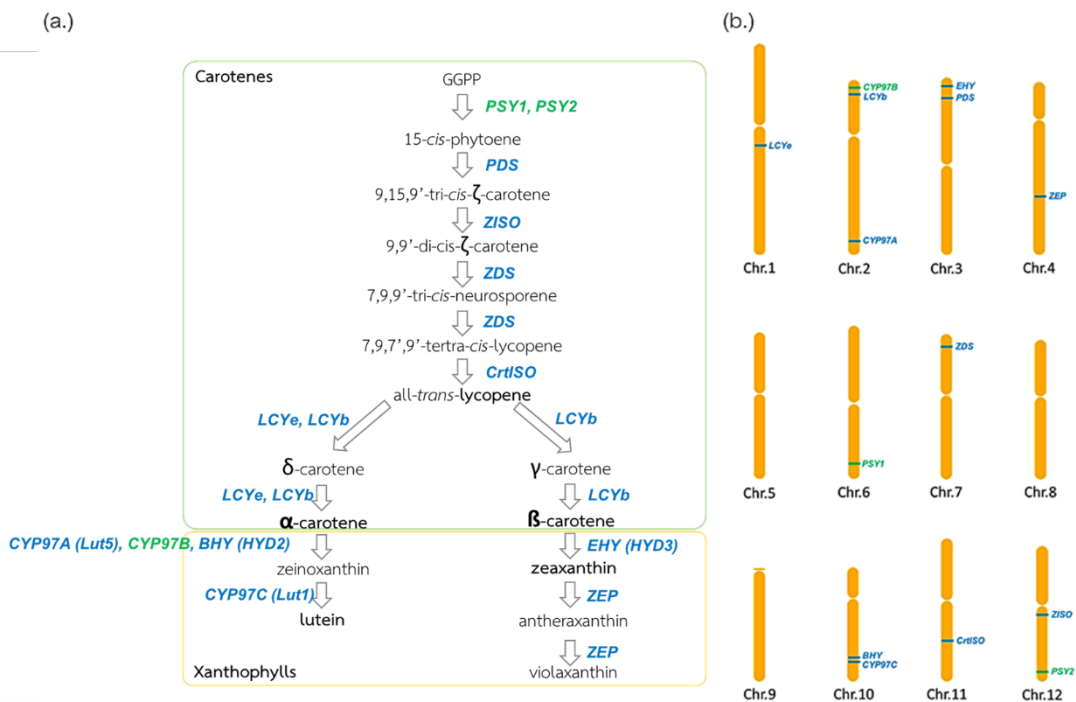 (a.)
Carotenes
GGPP
PSY1, PSY2
15-cis-phytoene
PDS
9,15,9’-tri-cis-ζ-carotene
ZISO
9,9’-di-cis-ζ-carotene
ZDS
7,9,9’-tri-cis-neurosporene
ZDS
7,9,7’,9’-tertra-cis-lycopene
CrtISO
all-trans-lycopene
LCYe, LCYb
LCYb
δ-carotene
γ-carotene
LCYe, LCYb
LCYb
α-carotene
ß-carotene
CYP97A (Lut5), CYP97B, BHY (HYD2)
EHY (HYD3)
zeinoxanthin
zeaxanthin
CYP97C (Lut1)
ZEP
lutein
antheraxanthin
ZEP
Xanthophylls
violaxanthin
(b.)
LCYe
Chr.1
CYP97B
LCYb
CYP97A
Chr.2
EHY
PDS
Chr.3
ZEP
Chr.4
Chr.5
PSY1
Chr.6
ZDS
Chr.7
Chr.8
Chr.9
BHY
CYP97C
Chr.10
CrtISO
Chr.11
ZISO
PSY2
Chr.12